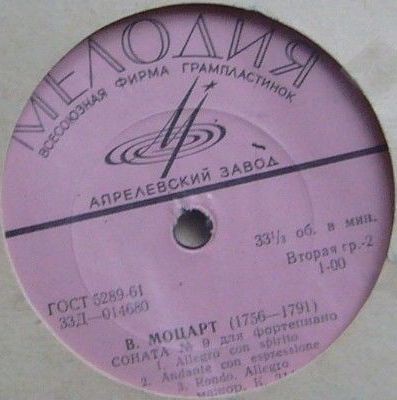 МЕЛОДИЯ
ВСЕСОЮЗНАЯ ФИРМА ГРАМПЛАСТИНОК
АПРЕЛЕВСКИЙ ЗАВОД
33⅓ об. в мин.
Вторая гр.-2
1-00
ГОСТ 5289-61
33Д—014680
В. МОЦАРТ (1756—1791)
СОНАТА № 9 для фортепиано
1. Allegro con spirito
2. Andante con espressione
3. Rondo. Allegro
мажор, К.